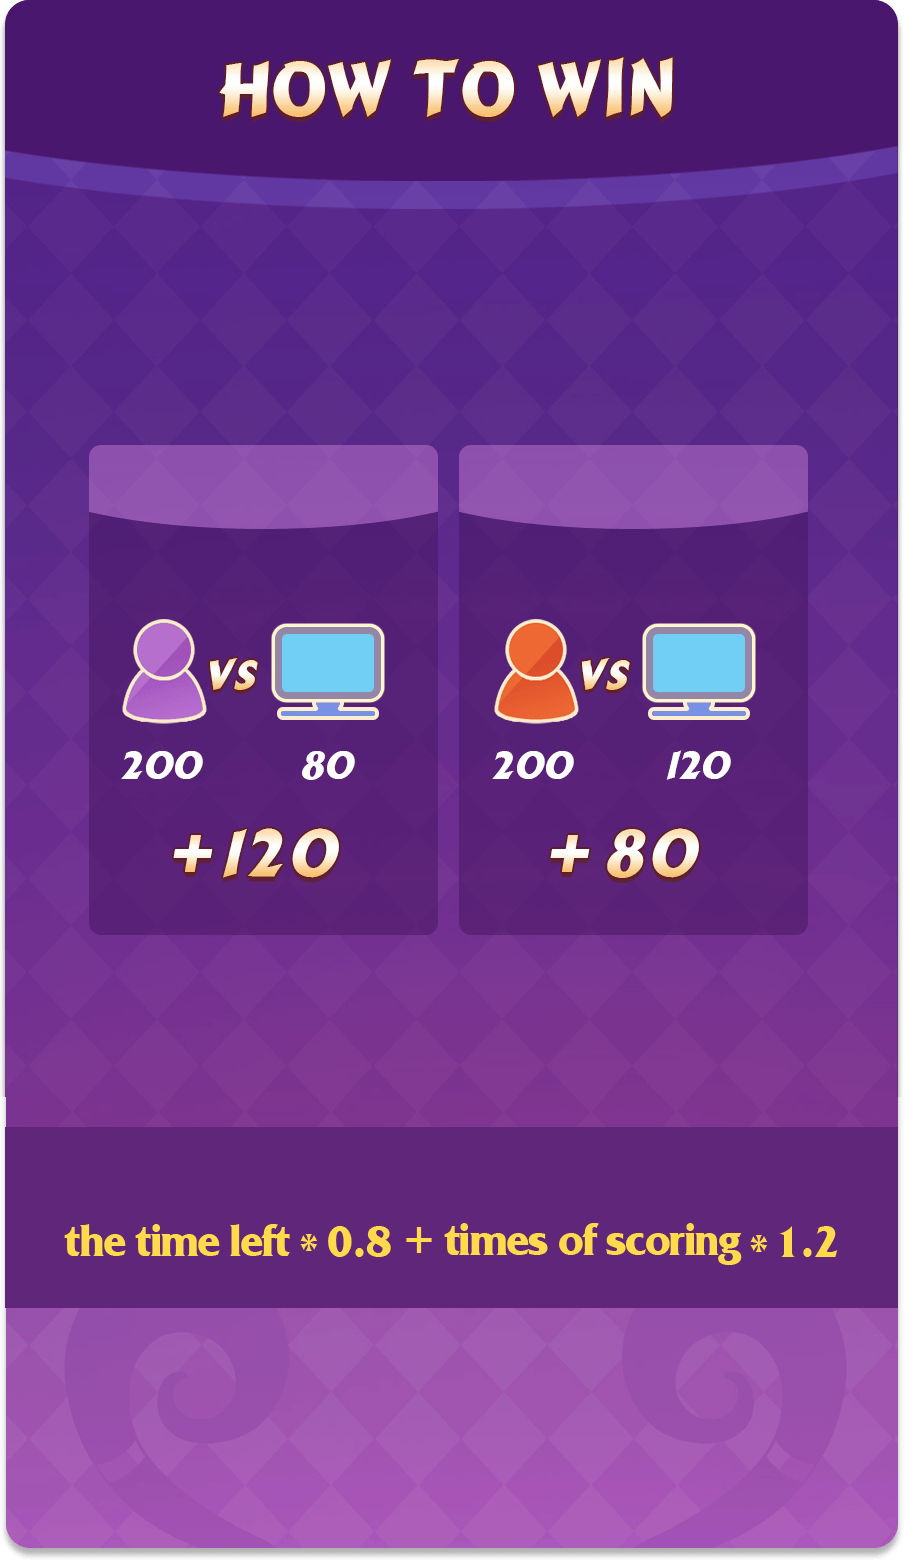 HOW TO WIN
VS VS
200 80 200 120
+120 + 80
the time left * 0.8 + times of scoring * 1.2